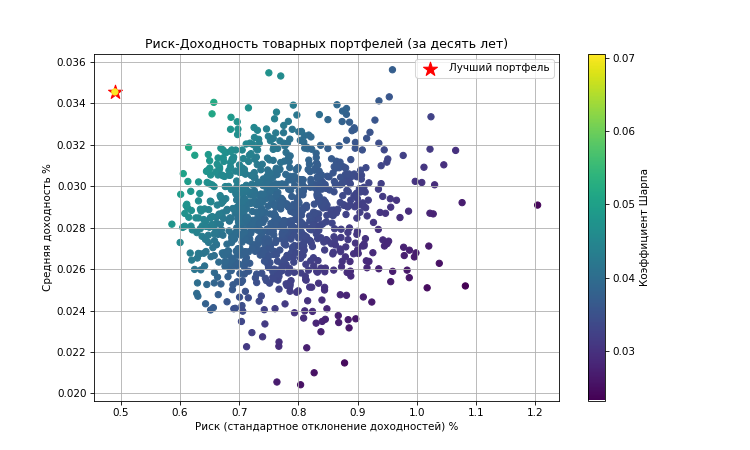 Риск-Доходность товарных портфелей (за десять лет)
Лучший портфель
Средняя доходность %
0.036
0.034
0.032
0.030
0.028
0.026
0.024
0.022
0.020
0.5 0.6 0.7 0.8 0.9 1.0 1.1 1.2
Риск (стандартное отклонение доходностей) %
0.07
0.06
0.05
0.04
0.03
Коэффициент Шарпа